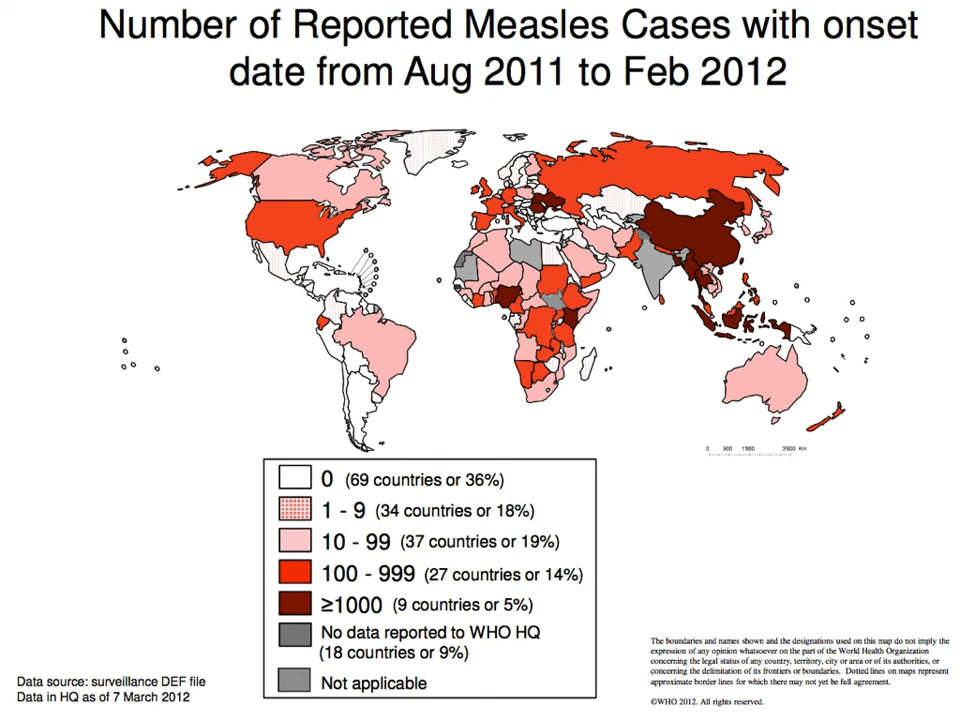 Number of Reported Measles Cases with onset
date from Aug 2011 to Feb 2012
0 900 1'800 3'600 Km
0 (69 countries or 36%)
1 - 9 (34 countries or 18%)
10 - 99 (37 countries or 19%)
100 - 999 (27 countries or 14%)
≥1000 (9 countries or 5%)
No data reported to WHO HQ
(18 countries or 9%)
Not applicable
Data source: surveillance DEF file
Data in HQ as of 7 March 2012
The boundaries and names shown and the designations used on this map do not imply the
expression of any opinion whatsoever on the part of the World Health Organization
concerning the legal status of any country, territory, city or area or of its authorities, or
concerning the delimitation of its frontiers or boundaries. Dotted lines on maps represent
approximate border lines for which there may not yet be full agreement.
©WHO 2012. All rights reserved.